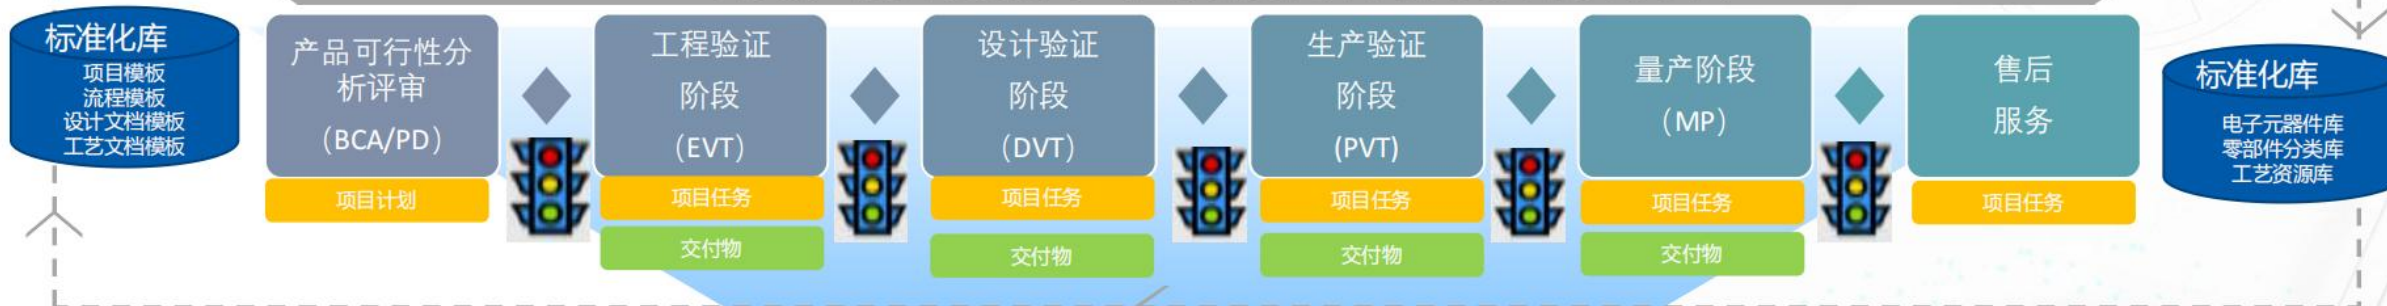 标准化库
项目模板
流程模板
设计文档模板
工艺文档模板
产品可行性分
析评审
（BCA/PD）
项目计划
工程验证
阶段
（EVT）
项目任务
交付物
设计验证
阶段
（DVT）
项目任务
交付物
生产验证
阶段
(PVT)
项目任务
交付物
量产阶段
（MP）
项目任务
交付物
售后
服务
项目任务
标准化库
电子元器件库
零部件分类库
工艺资源库